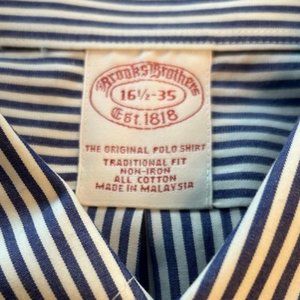 Brooks Brothers
16½-35
Est. 1818
THE ORIGINAL POLO SHIRT
TRADITIONAL FIT
NON-IRON
ALL COTTON
MADE IN MALAYSIA